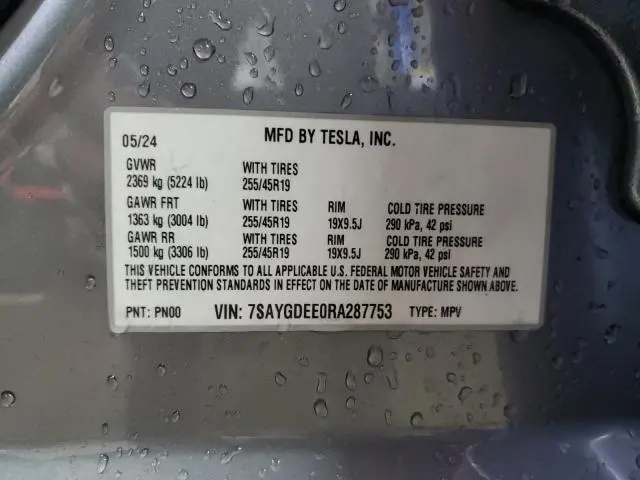 05/24 MFD BY TESLA, INC.
GVWR WITH TIRES
2369 kg (5224 lb) 255/45R19
GAWR FRT WITH TIRES RIM COLD TIRE PRESSURE
1363 kg (3004 lb) 255/45R19 19X9.5J 290 kPa, 42 psi
GAWR RR WITH TIRES RIM COLD TIRE PRESSURE
1500 kg (3306 lb) 255/45R19 19X9.5J 290 kPa, 42 psi
THIS VEHICLE CONFORMS TO ALL APPLICABLE U.S. FEDERAL MOTOR VEHICLE SAFETY AND
THEFT PREVENTION STANDARDS IN EFFECT ON THE DATE OF MANUFACTURE SHOWN ABOVE.
PNT: PN00 VIN: 7SAYGDEE0RA287753 TYPE: MPV